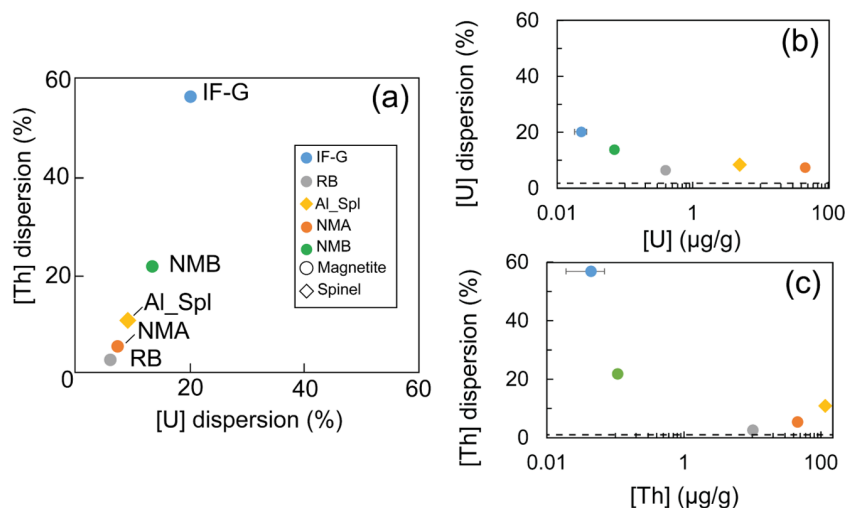 (a)
[Th] dispersion (%)
60
40
20
0
20
40
60
[U] dispersion (%)
IF-G
NMB
Al_Spl
NMA
RB
IF-G
RB
Al_Spl
NMA
NMB
Magnetite
Spinel
(b)
[U] dispersion (%)
60
40
20
0
0.01
1
100
[U] (µg/g)
(c)
[Th] dispersion (%)
60
40
20
0
0.01
1
100
[Th] (µg/g)